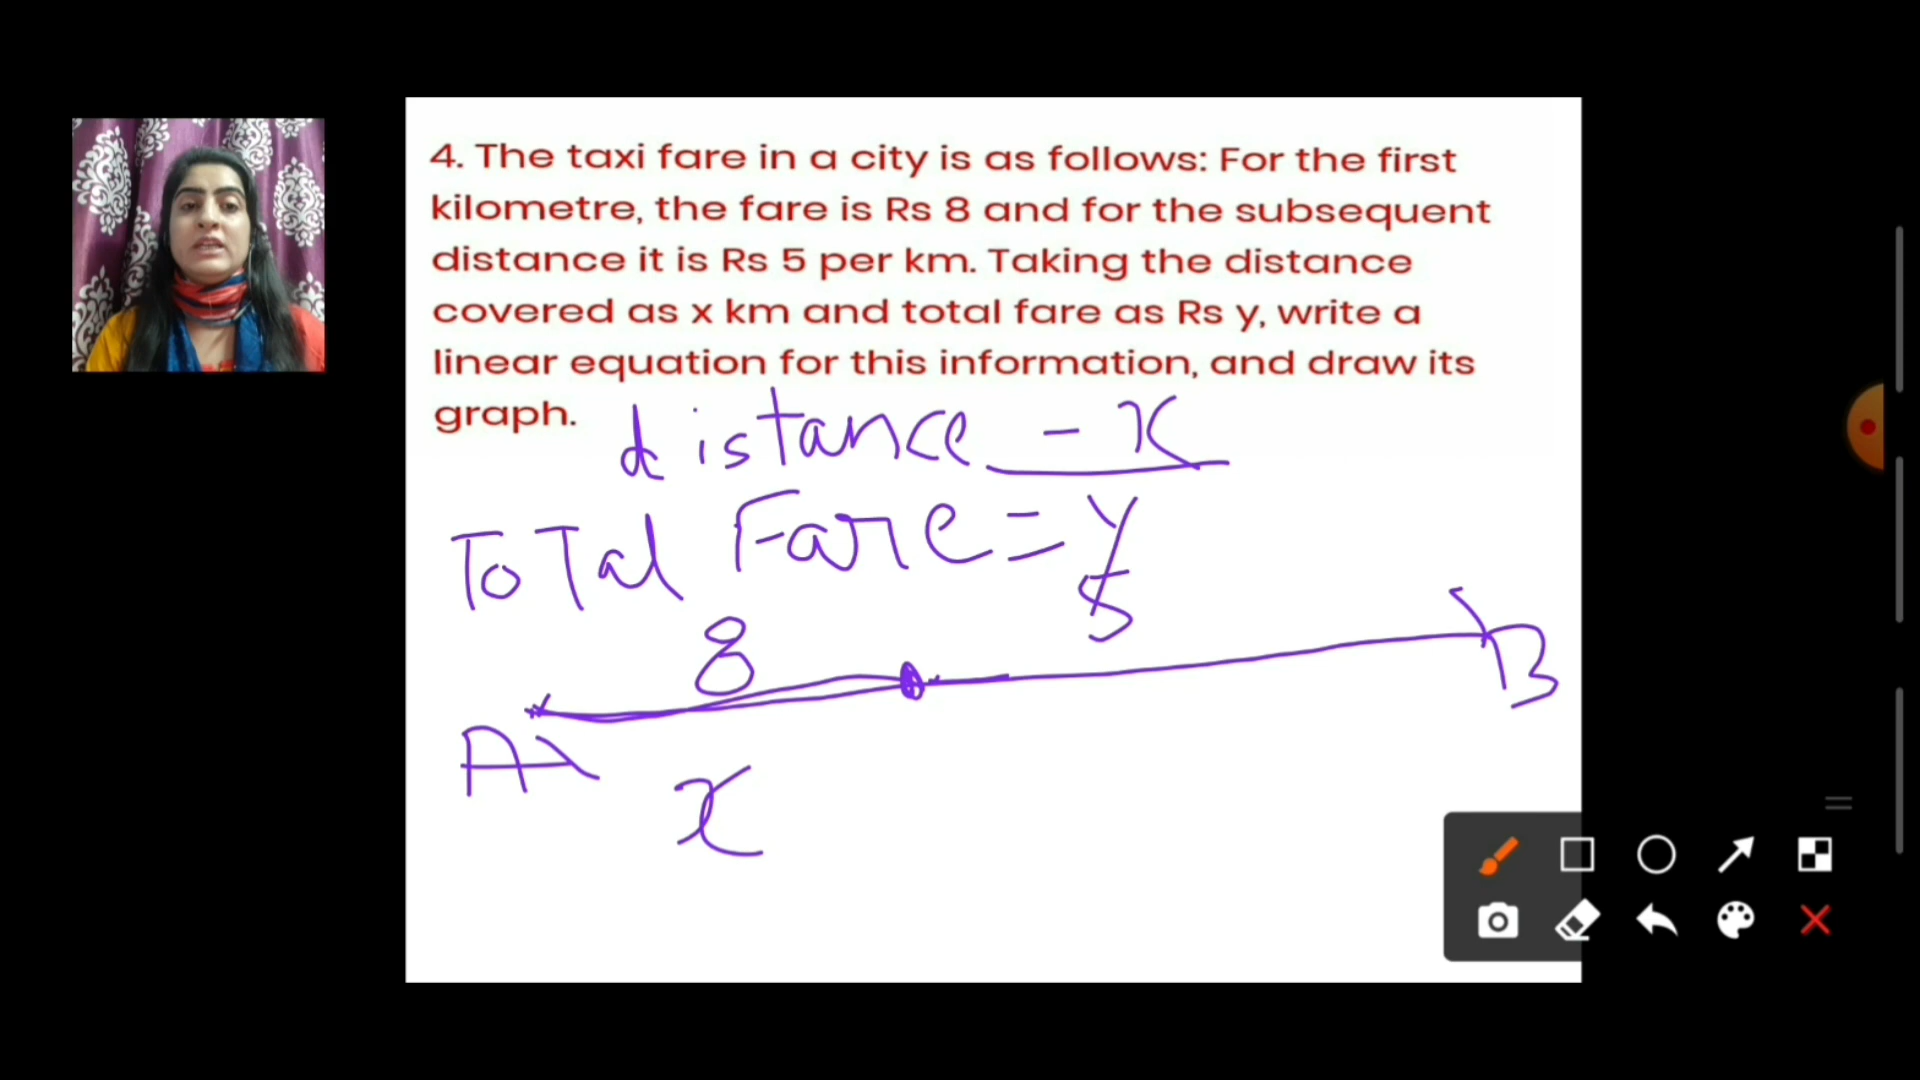 4. The taxi fare in a city is as follows: For the first
kilometre, the fare is Rs 8 and for the subsequent
distance it is Rs 5 per km. Taking the distance
covered as x km and total fare as Rs y, write a
linear equation for this information, and draw its
graph.
distance - x
Total Fare = y
8 5
A B
x